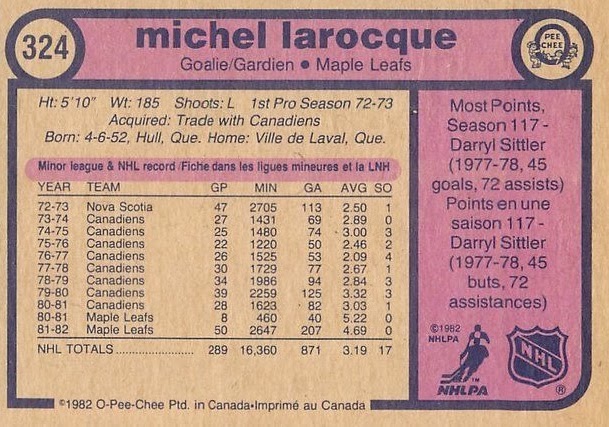 324
michel larocque
Goalie/Gardien • Maple Leafs
O-PEE-CHEE
Ht: 5'10" Wt: 185 Shoots: L 1st Pro Season 72-73
Acquired: Trade with Canadiens
Born: 4-6-52, Hull, Que. Home: Ville de Laval, Que.
Minor league & NHL record/Fiche dans les ligues mineures et la LNH
YEAR TEAM GP MIN GA AVG SO
72-73 Nova Scotia 47 2705 113 2.50 1
73-74 Canadiens 27 1431 69 2.89 0
74-75 Canadiens 25 1480 74 3.00 3
75-76 Canadiens 22 1220 50 2.46 2
76-77 Canadiens 26 1525 53 2.09 4
77-78 Canadiens 30 1729 77 2.67 1
78-79 Canadiens 34 1986 94 2.84 3
79-80 Canadiens 39 2259 125 3.32 3
80-81 Canadiens 28 1623 82 3.03 1
80-81 Maple Leafs 8 460 40 5.22 0
81-82 Maple Leafs 50 2647 207 4.69 0
NHL TOTALS 289 16,360 871 3.19 17
Most Points,
Season 117 -
Darryl Sittler
(1977-78, 45
goals, 72 assists)
Points en une
saison 117 -
Darryl Sittler
(1977-78, 45
buts, 72
assistances)
©1982
NHLPA
NHLPA
TM
NHL
®
©1982 O-Pee-Chee Ptd. in Canada•Imprimé au Canada